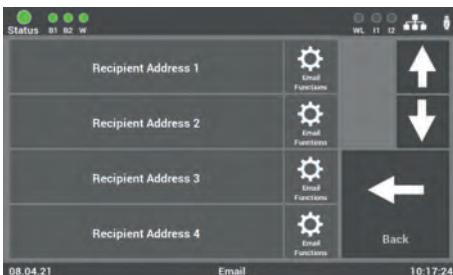 Status B1 B2 W WL I1 I2
Recipient Address 1
Email
Functions
Recipient Address 2
Email
Functions
Recipient Address 3
Email
Functions
Recipient Address 4
Email
Functions
Back
08.04.21 Email 10:17:24